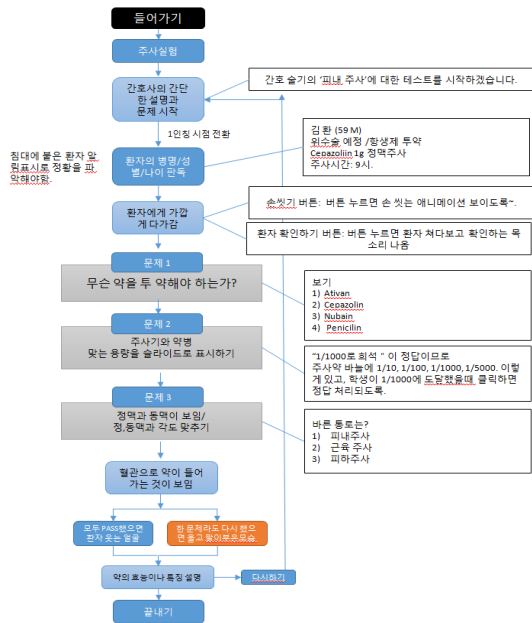 들어가기
주사실험
간호사의 간단
한 설명과
문제 시작
간호 술기의 '피내 주사'에 대한 테스트를 시작하겠습니다.
1인칭 시점 전환
침대에 붙은 환자 알
림표시로 정황을 파
악해야함.
환자의 병명/성
별/나이 판독
김 환 (59 M)
위수술 예정 /항생제 투약
Cepazoliin 1g 정맥주사
주사시간: 9시.
환자에게 가깝
게 다가감
손씻기 버튼: 버튼 누르면 손 씻는 애니메이션 보이도록~.
환자 확인하기 버튼: 버튼 누르면 환자 쳐다보고 확인하는 목
소리 나옴
문제 1
무슨 약을 투 약해야 하는가?
보기
1) Ativan
2) Cepazolin
3) Nubain
4) Penicilin
문제 2
주사기와 약병
맞는 용량을 슬라이드로 표시하기
"1/1000로 희석 " 이 정답이므로
주사약 바늘에 1/10, 1/100, 1/1000, 1/5000. 이렇
게 있고, 학생이 1/1000에 도달했을때 클릭하면
정답 처리되도록.
문제 3
정맥과 동맥이 보임/
정,동맥과 각도 맞추기
바른 통로는?
1) 피내주사
2) 근육 주사
3) 피하주사
혈관으로 약이 들어
가는 것이 보임
모두 PASS했으면
환자 웃는 얼굴
한 문제라도 다시 했으
면 울고
약의 효능이나 특징 설명
다시하기
끝내기